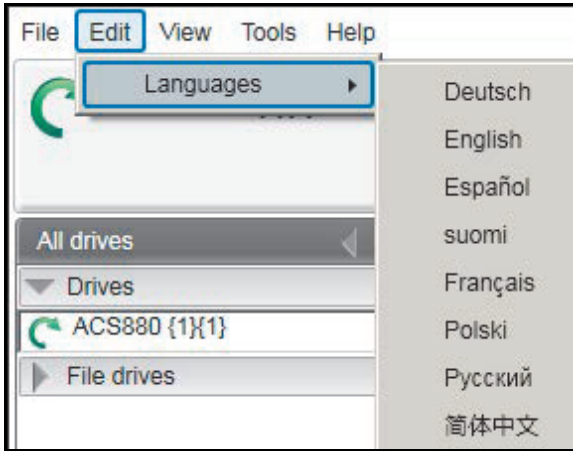 File Edit View Tools Help
Languages
Deutsch
English
Español
suomi
Français
Polski
Русский
简体中文
All drives
Drives
ACS880 {1}{1}
File drives